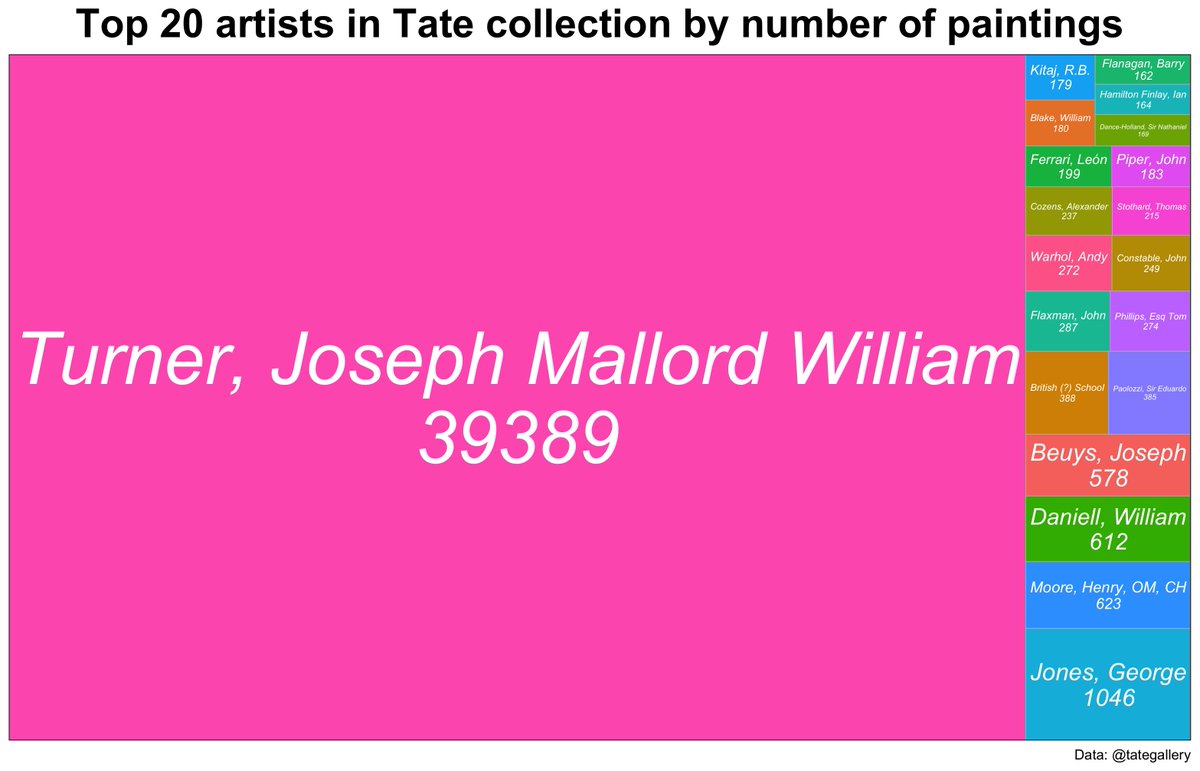 Top 20 artists in Tate collection by number of paintings
Turner, Joseph Mallord William
39389
Kitaj, R.B.
179
Flanagan, Barry
162
Hamilton Finlay, Ian
164
Blake, William
180
Dance-Holland, Sir Nathaniel
169
Ferrari, León
199
Piper, John
183
Cozens, Alexander
237
Stothard, Thomas
215
Warhol, Andy
272
Constable, John
249
Flaxman, John
287
Phillips, Esq Tom
274
British (?) School
388
Paolozzi, Sir Eduardo
385
Beuys, Joseph
578
Daniell, William
612
Moore, Henry, OM, CH
623
Jones, George
1046
Data: @tategallery